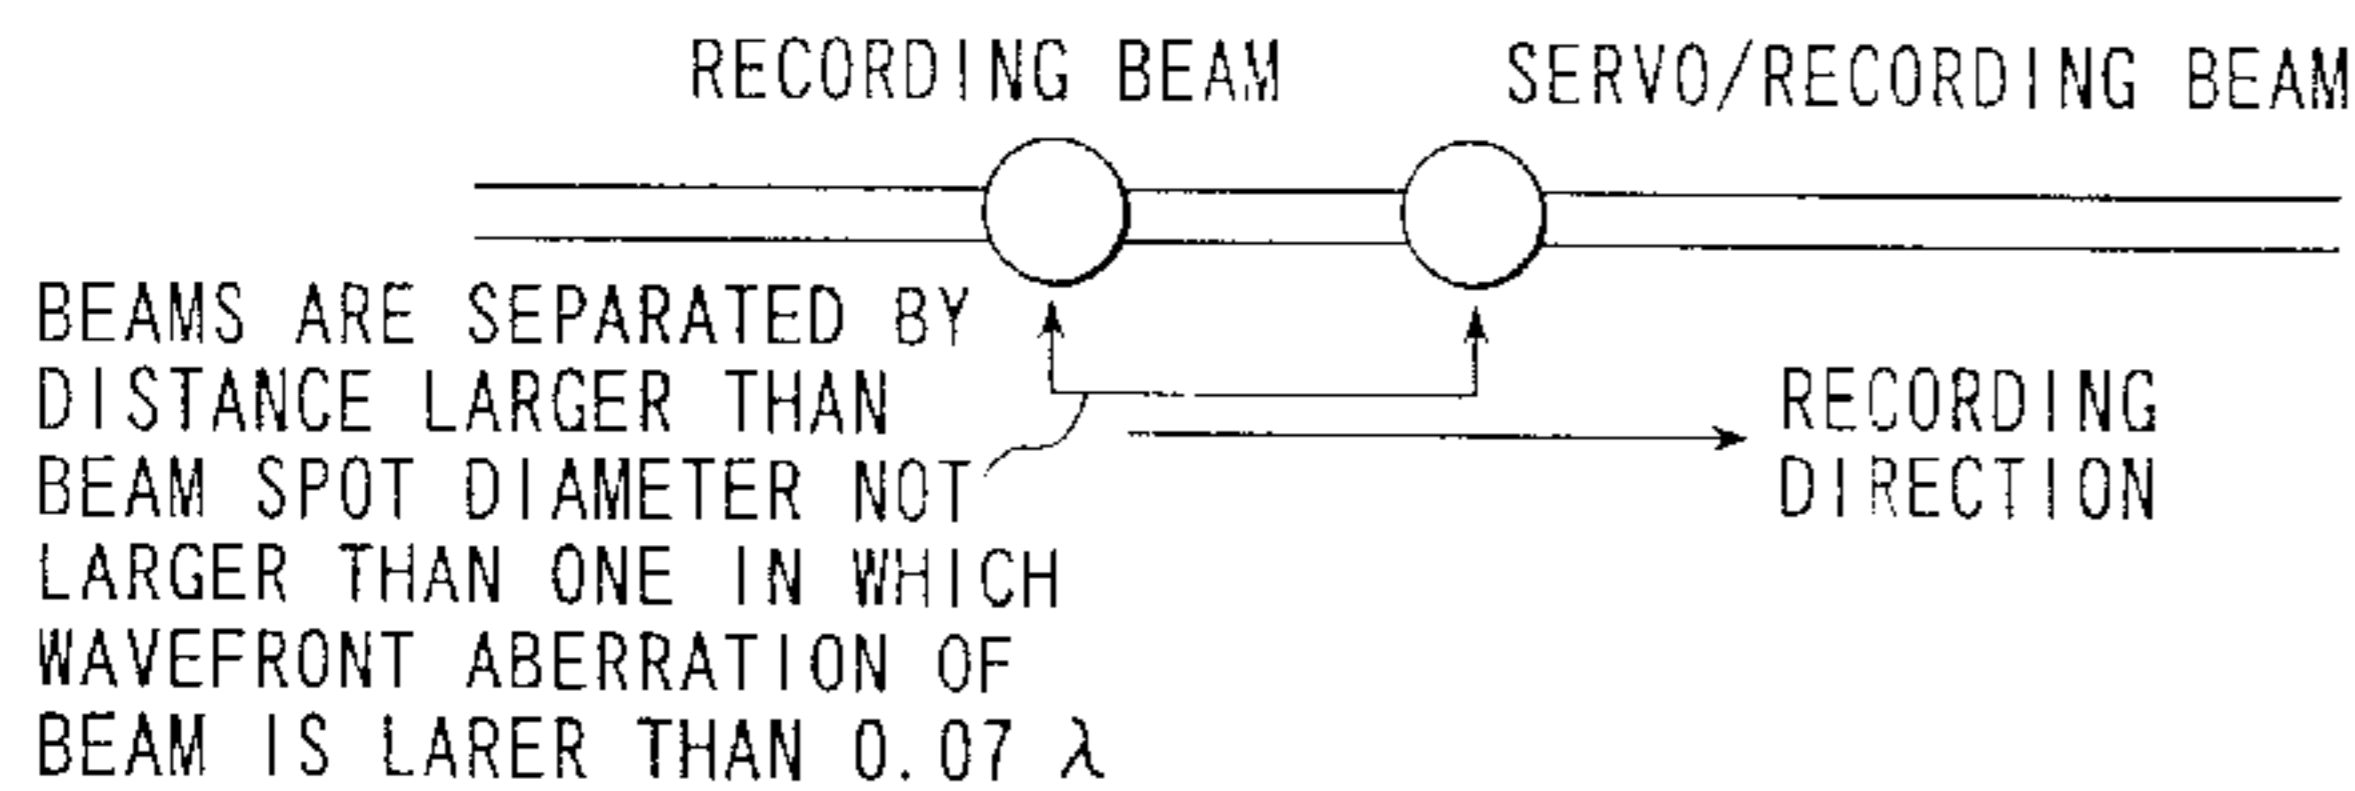 RECORDING BEAM
SERVO/RECORDING BEAM
BEAMS ARE SEPARATED BY
DISTANCE LARGER THAN
BEAM SPOT DIAMETER NOT
LARGER THAN ONE IN WHICH
WAVEFRONT ABERRATION OF
BEAM IS LARER THAN 0.07 λ
RECORDING
DIRECTION